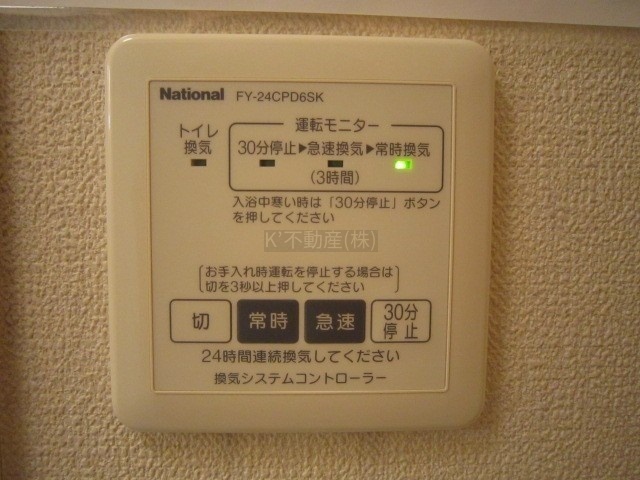 National FY-24CPD6SK
トイレ
換気
運転モニター
30分停止▶急速換気▶常時換気
(3時間)
入浴中寒い時は「30分停止」ボタン
を押してください
K'不動産(株)
お手入れ時運転を停止する場合は
切を3秒以上押してください
切 常時 急速 30分
停止
24時間連続換気してください
換気システムコントローラー